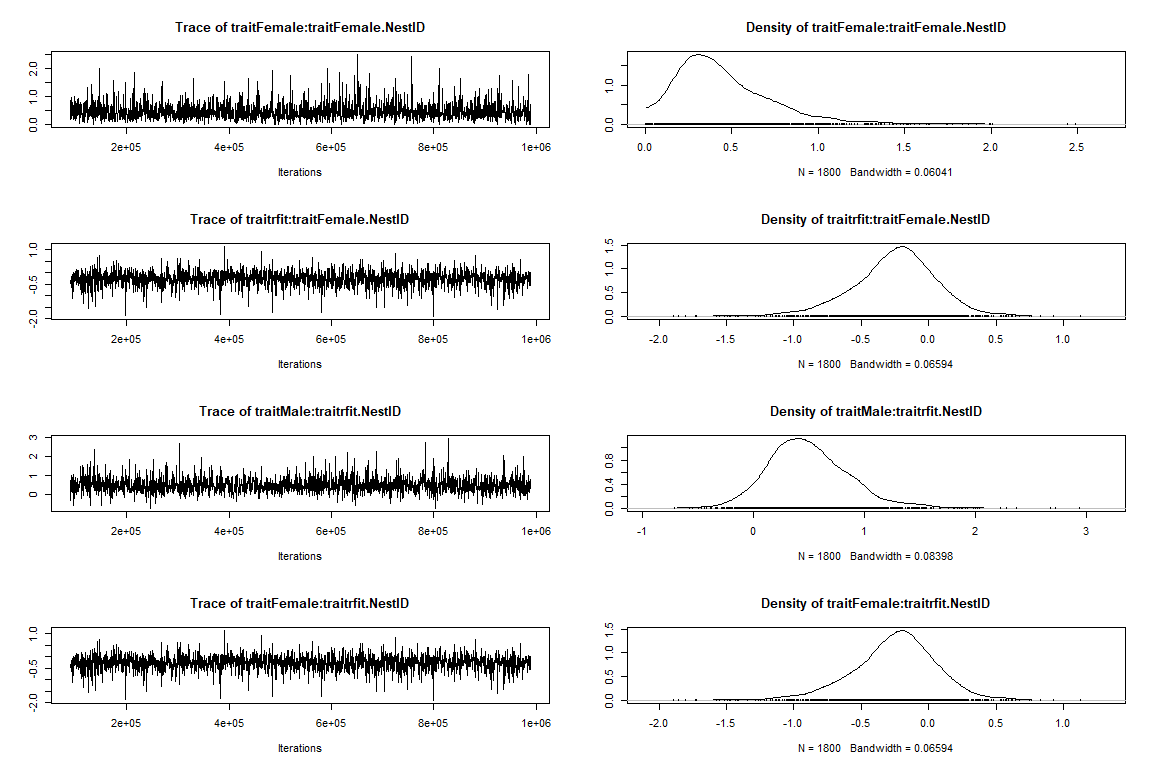 Trace of traitFemale:traitFemale.NestID
0.0 1.0 2.0
2e+05 4e+05 6e+05 8e+05 1e+06
Iterations
Density of traitFemale:traitFemale.NestID
0.0 1.0
0.0 0.5 1.0 1.5 2.0 2.5
N = 1800 Bandwidth = 0.06041
Trace of traitrfit:traitFemale.NestID
-2.0 -0.5 1.0
2e+05 4e+05 6e+05 8e+05 1e+06
Iterations
Density of traitrfit:traitFemale.NestID
0.0 0.5 1.0 1.5
-2.0 -1.5 -1.0 -0.5 0.0 0.5 1.0
N = 1800 Bandwidth = 0.06594
Trace of traitMale:traitrfit.NestID
0 1 2 3
2e+05 4e+05 6e+05 8e+05 1e+06
Iterations
Density of traitMale:traitrfit.NestID
0.0 0.4 0.8
-1 0 1 2 3
N = 1800 Bandwidth = 0.08398
Trace of traitFemale:traitrfit.NestID
-2.0 -0.5 1.0
2e+05 4e+05 6e+05 8e+05 1e+06
Iterations
Density of traitFemale:traitrfit.NestID
0.0 0.5 1.0 1.5
-2.0 -1.5 -1.0 -0.5 0.0 0.5 1.0
N = 1800 Bandwidth = 0.06594